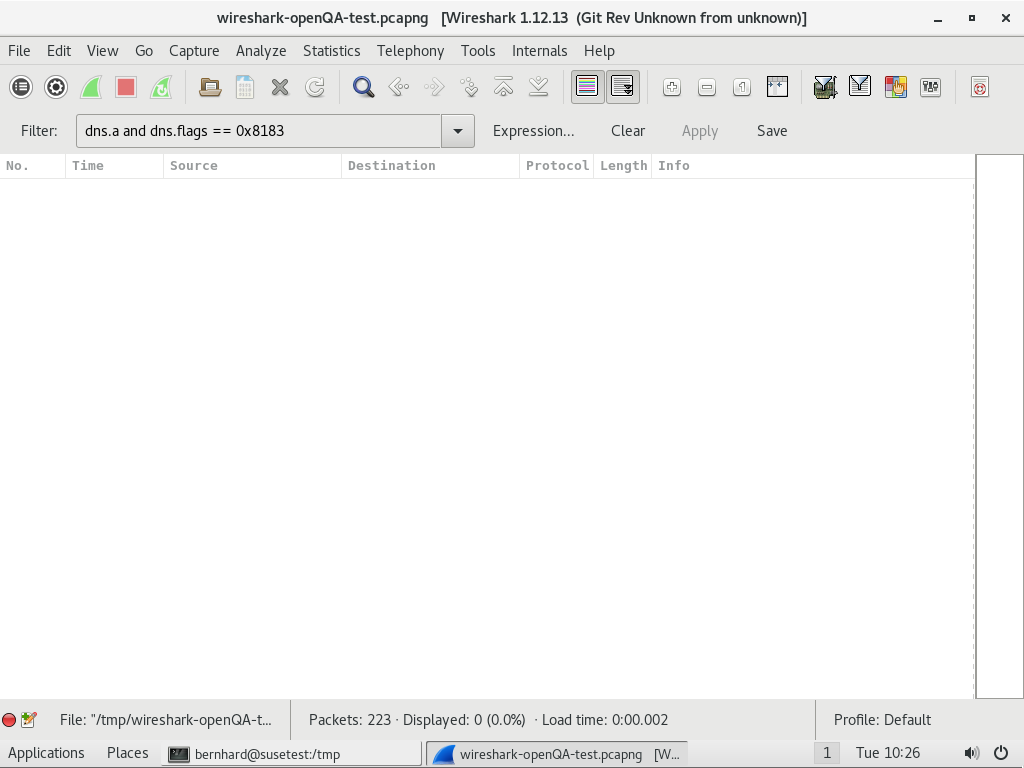 wireshark-openQA-test.pcapng   [Wireshark 1.12.13  (Git Rev Unknown from unknown)]
File Edit View Go Capture Analyze Statistics Telephony Tools Internals Help
Filter: dns.a and dns.flags == 0x8183 Expression... Clear Apply Save
No. Time Source Destination Protocol Length Info
File: "/tmp/wireshark-openQA-t... Packets: 223 · Displayed: 0 (0.0%)  · Load time: 0:00.002 Profile: Default
Applications Places bernhard@susetest:/tmp wireshark-openQA-test.pcapng   [W... 1 Tue 10:26